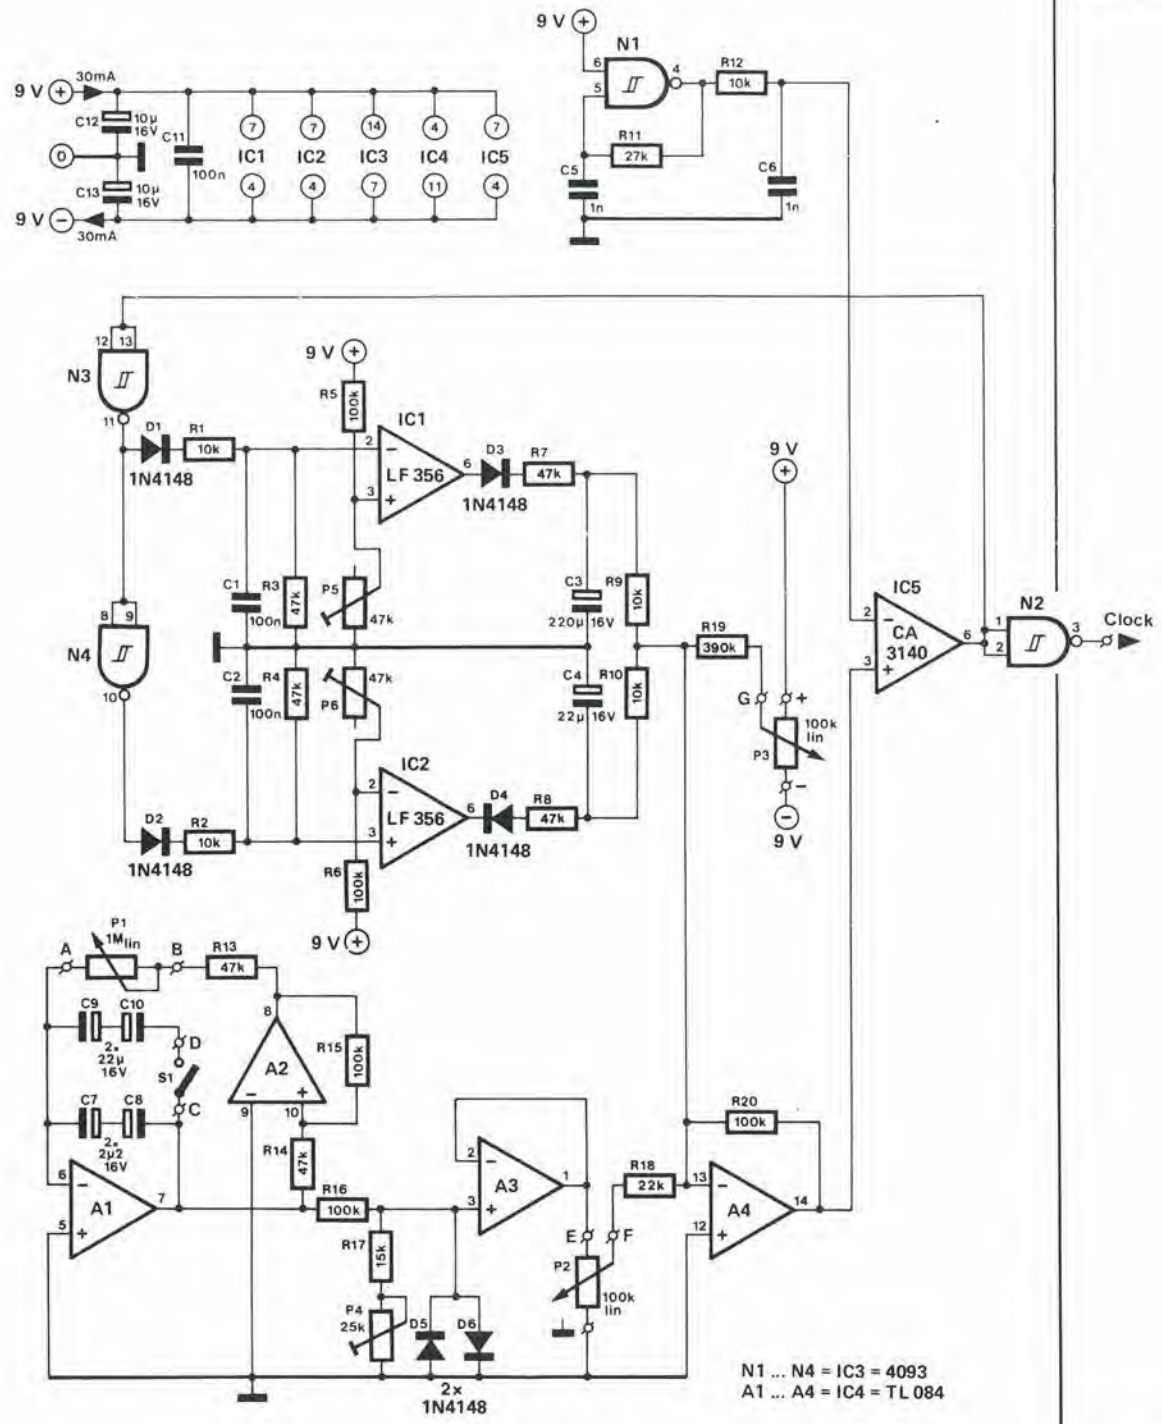 9 V +
N1
6
5
4
R12
10k
R11
27k
C5
1n
C6
1n
9 V +
30mA
C12
10µ
16V
C11
100n
0
C13
10µ
16V
9 V −
30mA
7
7
14
4
7
IC1
IC2
IC3
IC4
IC5
4
4
7
11
4
12
13
N3
11
D1
1N4148
R1
10k
9 V +
R5
100k
IC1
2
−
LF 356
3
+
6
D3
1N4148
R7
47k
9 V
+
8
9
N4
10
C1
100n
R3
47k
P5
47k
C3
220µ 16V
R9
10k
C2
100n
R4
47k
P6
47k
C4
22µ 16V
R10
10k
R19
390k
G
+
100k
lin
P3
−
−
9 V
IC5
2
−
CA
3140
3
+
6
N2
1
2
3
Clock
D2
1N4148
R2
10k
IC2
2
−
LF 356
3
+
6
D4
1N4148
R8
47k
R6
100k
9 V +
P1
1M lin
A
B
R13
47k
C9
C10
2×
22µ
16V
D
S1
C
C7
C8
2×
2µ2
16V
8
A2
−
+
9
10
R15
100k
R14
47k
6
−
A1
5
+
7
R16
100k
R17
15k
P4
25k
D5
D6
2×
1N4148
2
−
A3
3
+
1
E
F
P2
100k
lin
R18
22k
R20
100k
13
−
A4
12
+
14
N1 ... N4 = IC3 = 4093
A1 ... A4 = IC4 = TL 084